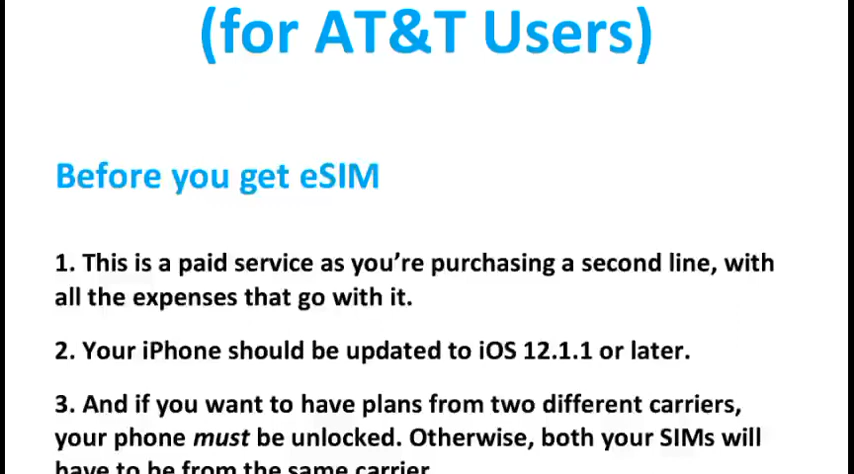 (for AT&T Users)
Before you get eSIM
1. This is a paid service as you’re purchasing a second line, with
all the expenses that go with it.
2. Your iPhone should be updated to iOS 12.1.1 or later.
3. And if you want to have plans from two different carriers,
your phone must be unlocked. Otherwise, both your SIMs will
have to be from the same carrier.